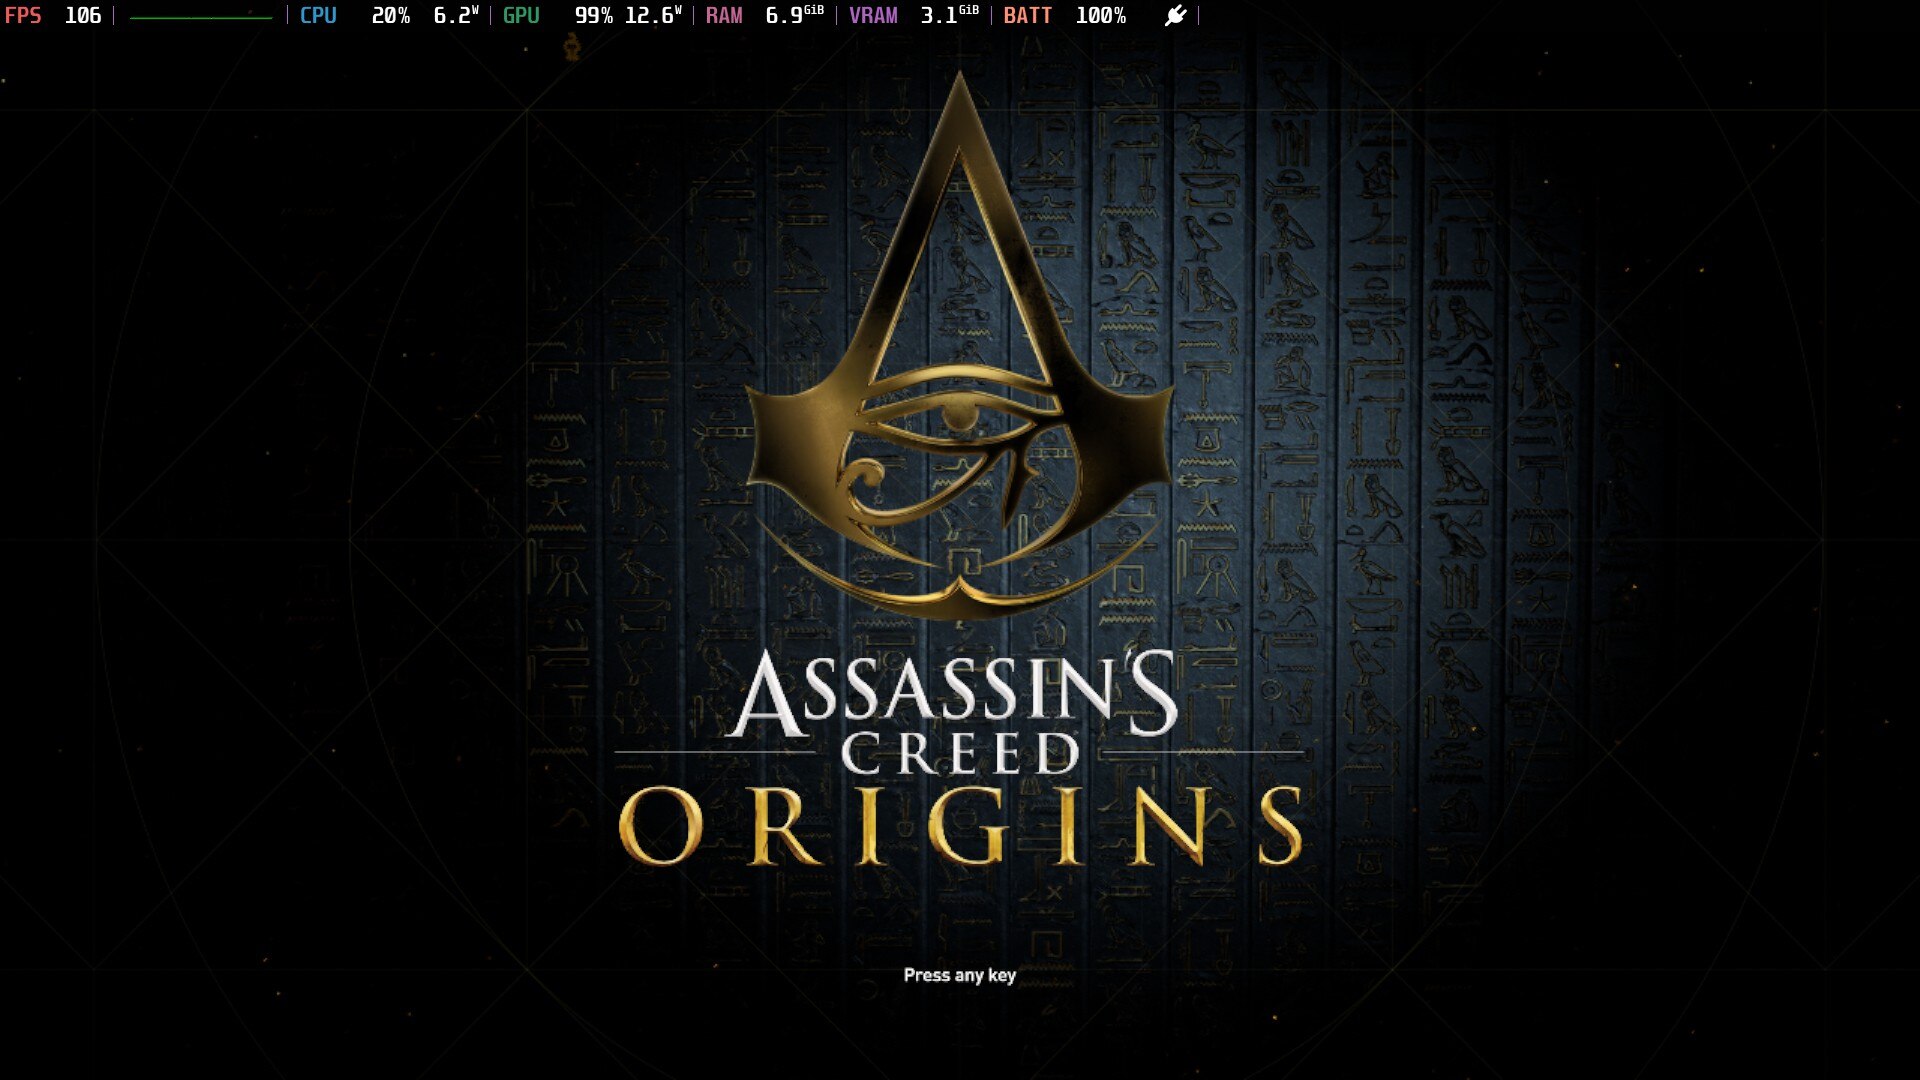 FPS 106 CPU 20% 6.2W GPU 99% 12.6W RAM 6.9GiB VRAM 3.1GiB BATT 100%
ASSASSIN'S
CREED
ORIGINS
Press any key